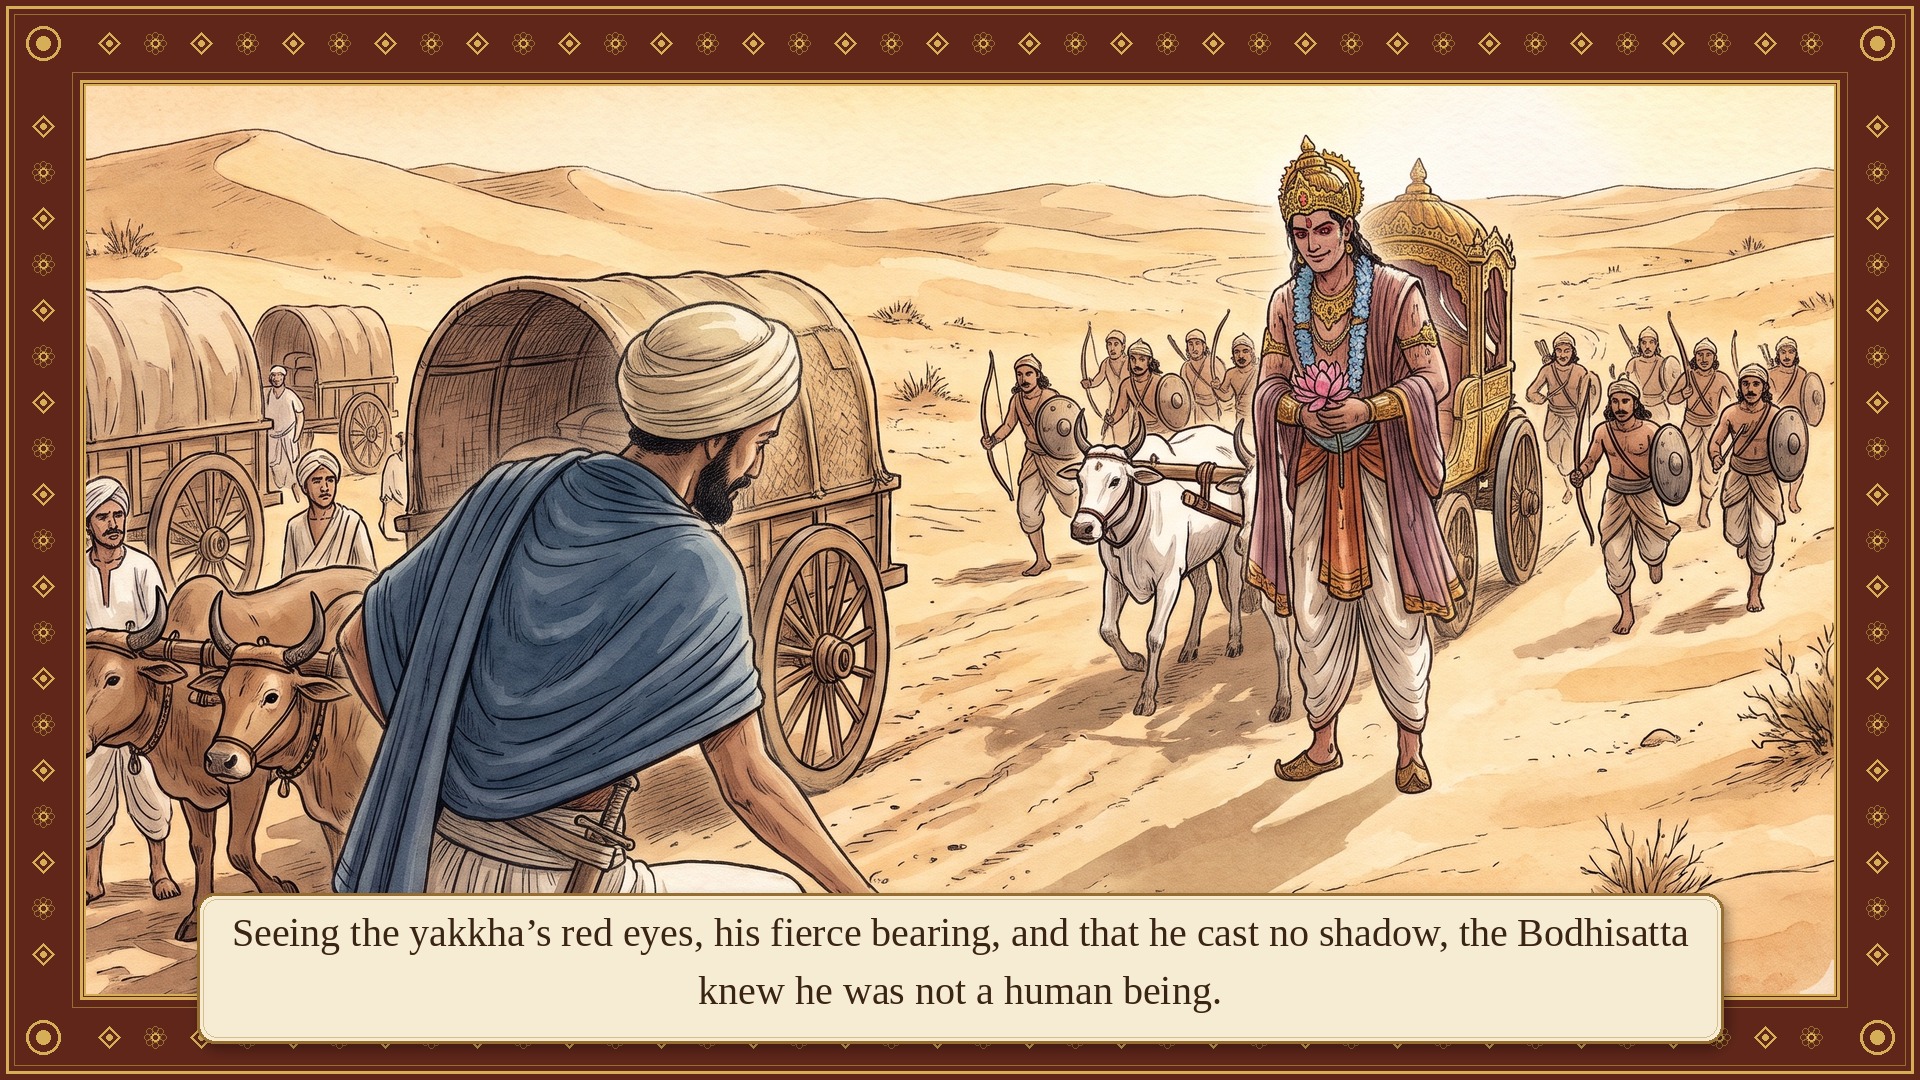 Seeing the yakkha’s red eyes, his fierce bearing, and that he cast no shadow, the Bodhisatta
knew he was not a human being.